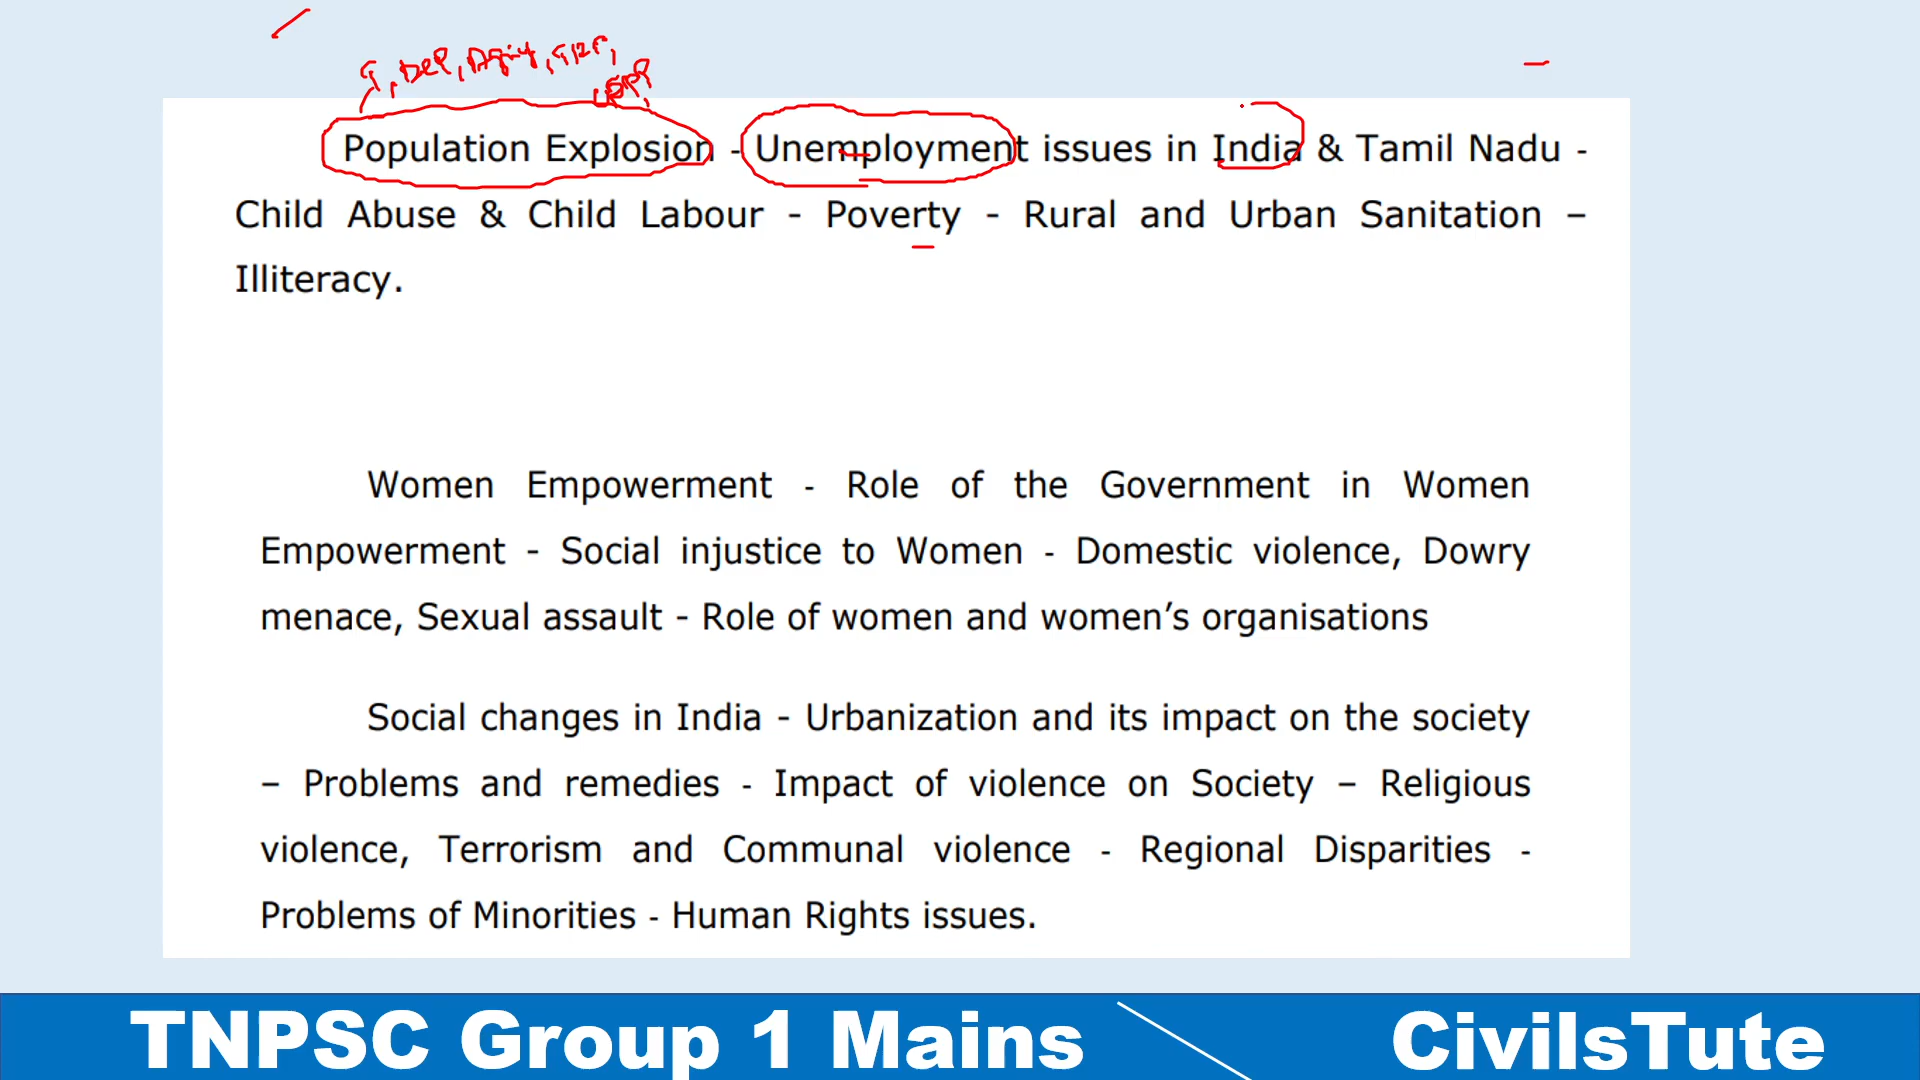 Population Explosion - Unemployment issues in India & Tamil Nadu -
Child Abuse & Child Labour - Poverty - Rural and Urban Sanitation –
Illiteracy.
Women Empowerment - Role of the Government in Women
Empowerment - Social injustice to Women - Domestic violence, Dowry
menace, Sexual assault - Role of women and women’s organisations
Social changes in India - Urbanization and its impact on the society
– Problems and remedies - Impact of violence on Society – Religious
violence, Terrorism and Communal violence - Regional Disparities -
Problems of Minorities - Human Rights issues.
TNPSC Group 1 Mains
CivilsTute